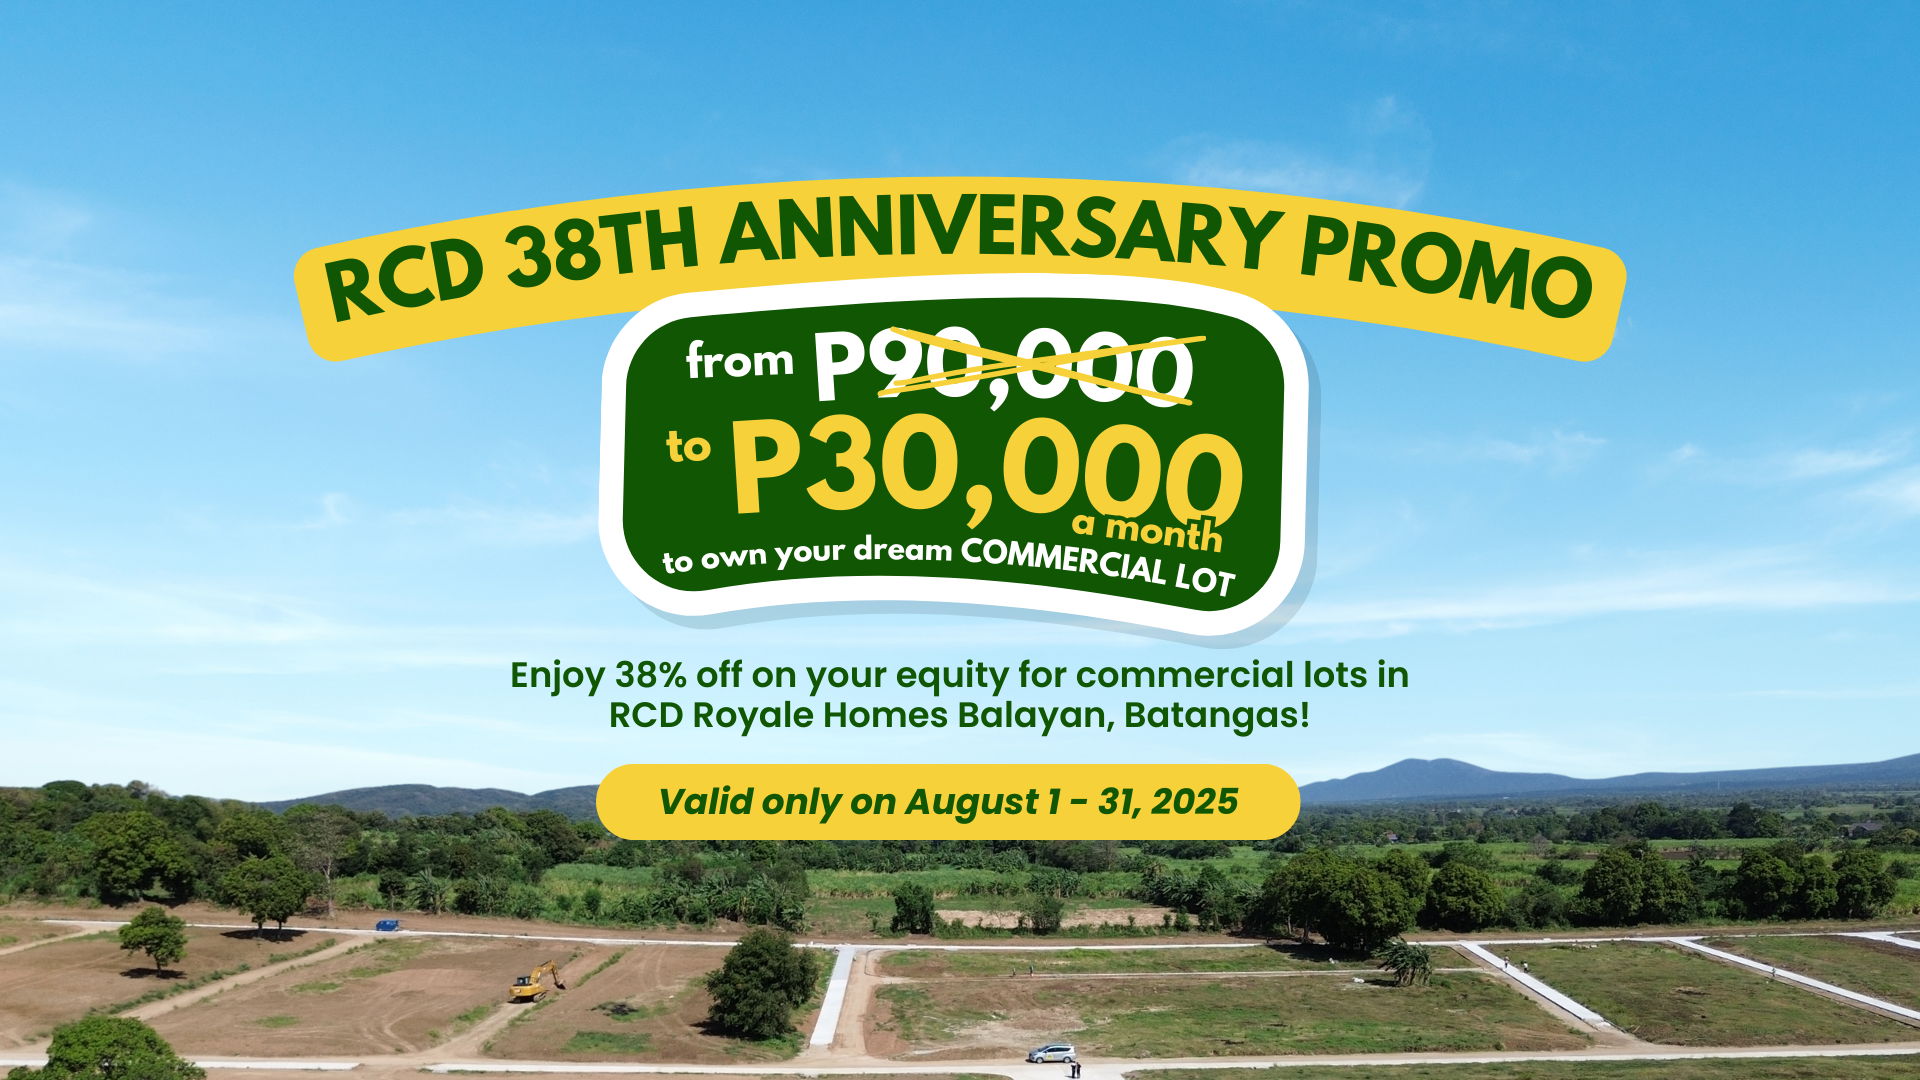 RCD 38TH ANNIVERSARY PROMO
from P90,000
to P30,000
a month
to own your dream COMMERCIAL LOT
Enjoy 38% off on your equity for commercial lots in
RCD Royale Homes Balayan, Batangas!
Valid only on August 1 - 31, 2025